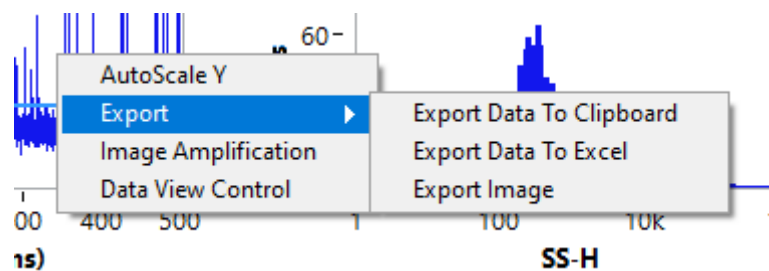 60
AutoScale Y
Export
Export Data To Clipboard
Image Amplification
Export Data To Excel
Data View Control
Export Image
00 400 500 1 100 10k
ns) SS-H